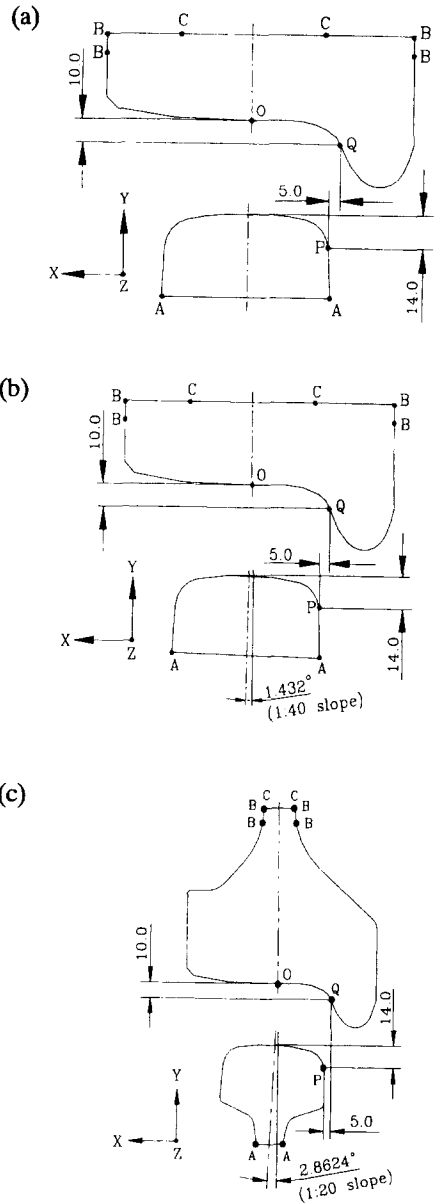 (a)
B C C B
B B
10.0
O
Q
5.0
Y
P
X
Z
A A
14.0
(b)
B C C B
B B
10.0
O
Q
5.0
Y
P
X
Z
A A
14.0
1.432°
(1:40 slope)
(c)
B C C B
B B
10.0
O
Q
14.0
Y
P
X
Z
A A
5.0
2.8624°
(1:20 slope)